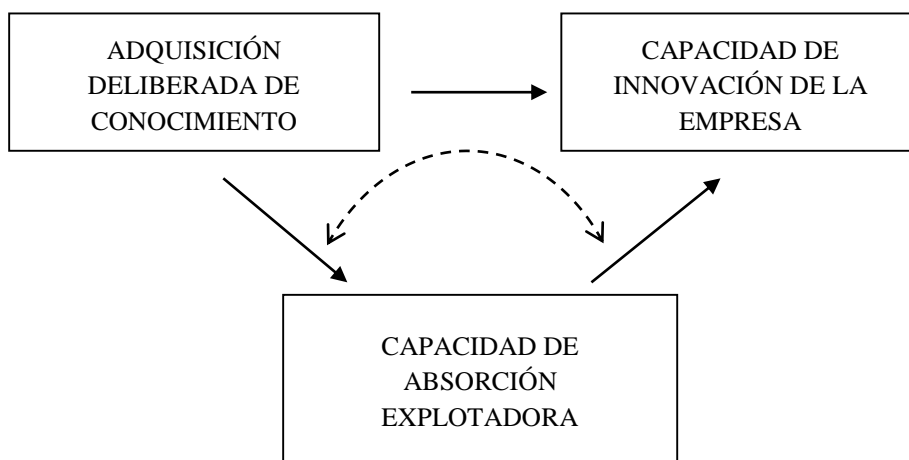 ADQUISICIÓN
DELIBERADA DE
CONOCIMIENTO
CAPACIDAD DE
INNOVACIÓN DE LA
EMPRESA
CAPACIDAD DE
ABSORCIÓN
EXPLOTADORA